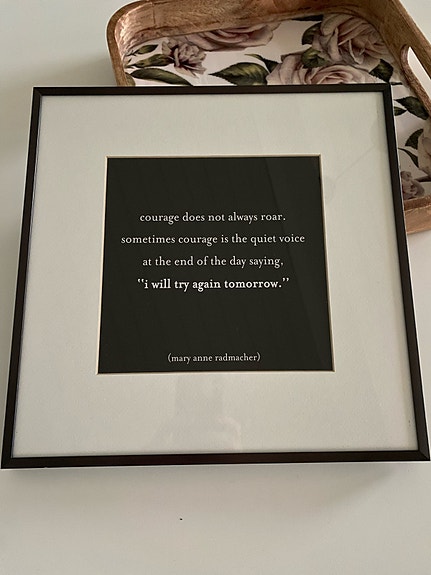 courage does not always roar.
sometimes courage is the quiet voice
at the end of the day saying,
"i will try again tomorrow."
(mary anne radmacher)